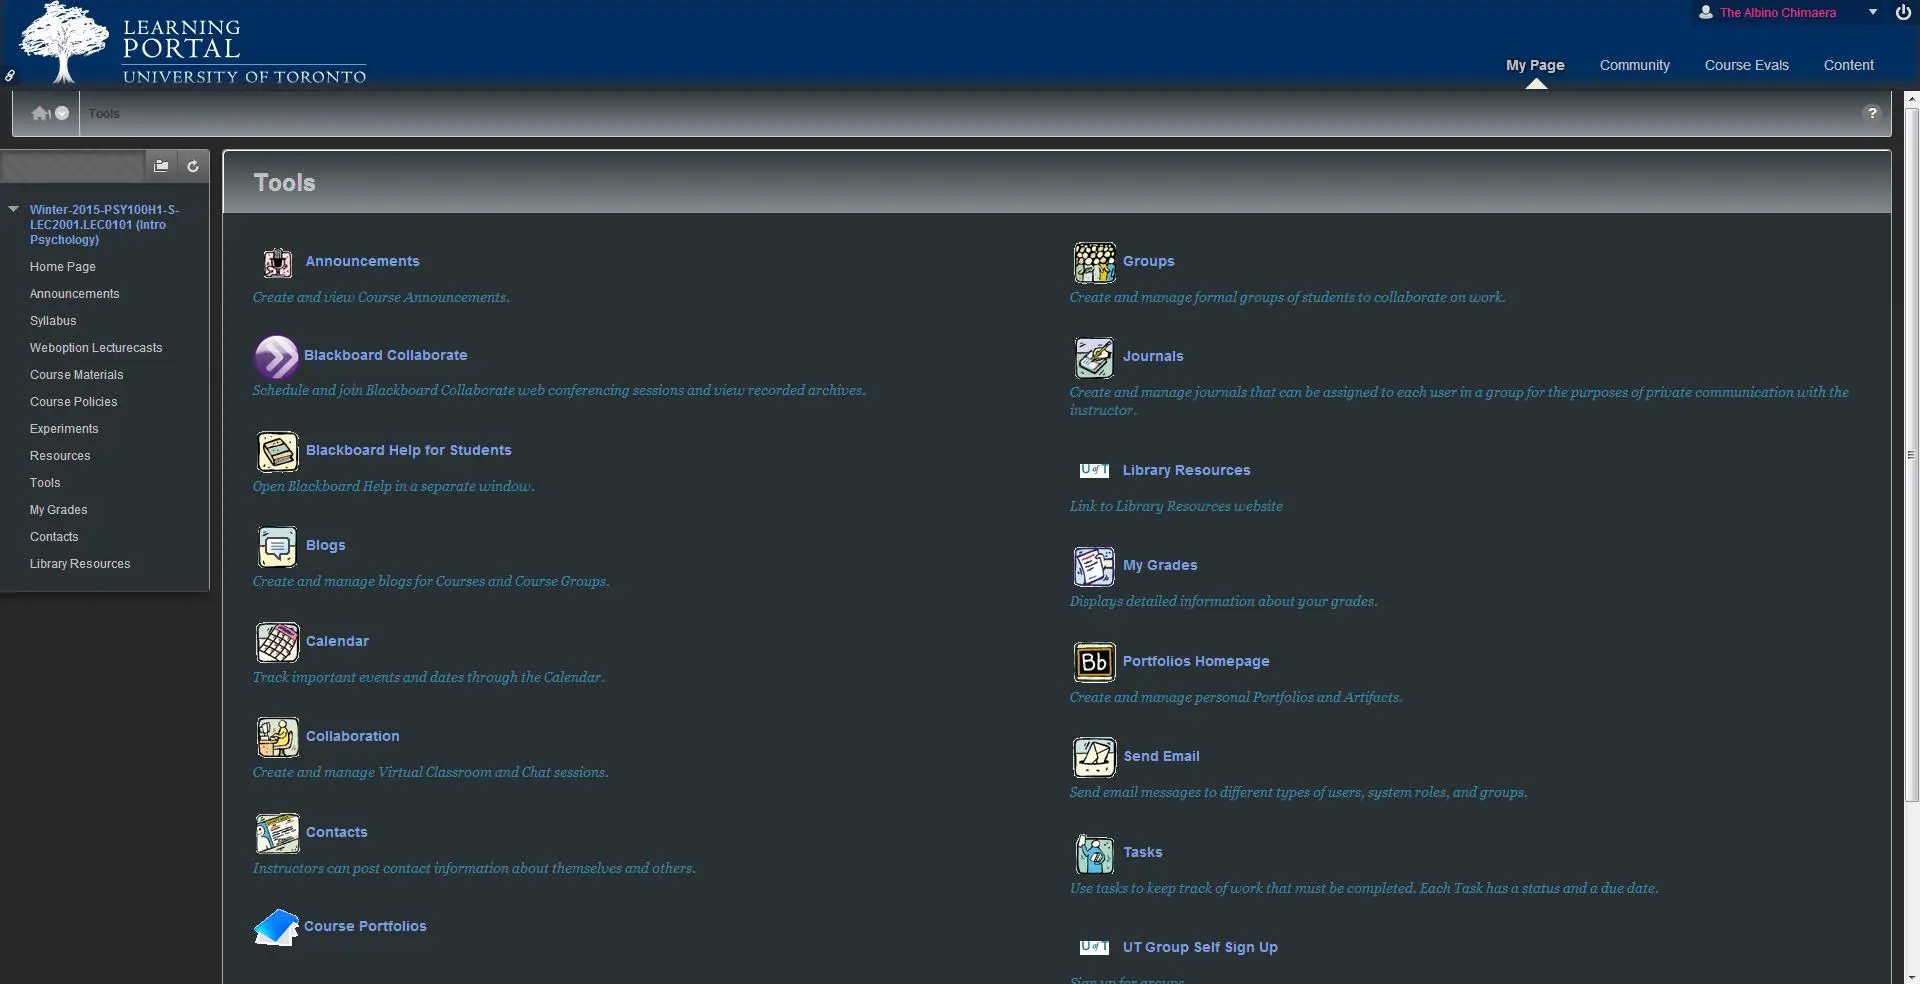 LEARNING
PORTAL
UNIVERSITY OF TORONTO
The Albino Chimaera
My Page
Community
Course Evals
Content
Tools
?
Tools
Winter-2015-PSY100H1-S-
LEC2001.LEC0101 (Intro
Psychology)
Home Page
Announcements
Syllabus
Weboption Lecturecasts
Course Materials
Course Policies
Experiments
Resources
Tools
My Grades
Contacts
Library Resources
Announcements
Create and view Course Announcements.
Blackboard Collaborate
Schedule and join Blackboard Collaborate web conferencing sessions and view recorded archives.
Blackboard Help for Students
Open Blackboard Help in a separate window.
Blogs
Create and manage blogs for Courses and Course Groups.
Calendar
Track important events and dates through the Calendar.
Collaboration
Create and manage Virtual Classroom and Chat sessions.
Contacts
Instructors can post contact information about themselves and others.
Course Portfolios
Groups
Create and manage formal groups of students to collaborate on work.
Journals
Create and manage journals that can be assigned to each user in a group for the purposes of private communication with the
instructor.
U of T
Library Resources
Link to Library Resources website
My Grades
Displays detailed information about your grades.
Bb
Portfolios Homepage
Create and manage personal Portfolios and Artifacts.
Send Email
Send email messages to different types of users, system roles, and groups.
Tasks
Use tasks to keep track of work that must be completed. Each Task has a status and a due date.
U of T
UT Group Self Sign Up
Sign up for groups